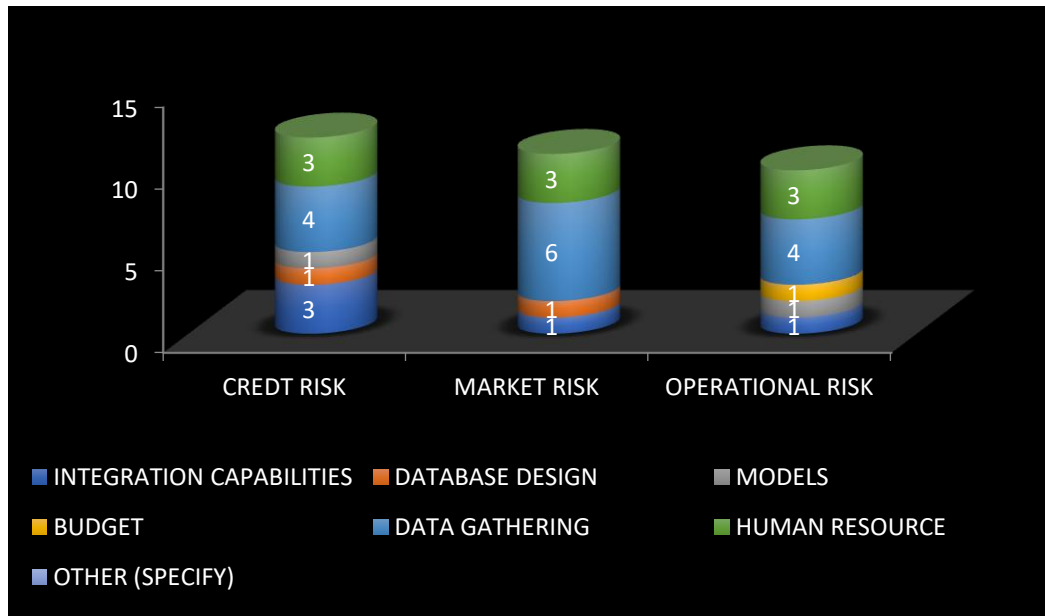 15
10
5
0
3
4
1
1
3
3
6
1
1
3
4
1
1
1
CREDT RISK
MARKET RISK
OPERATIONAL RISK
INTEGRATION CAPABILITIES
DATABASE DESIGN
MODELS
BUDGET
DATA GATHERING
HUMAN RESOURCE
OTHER (SPECIFY)